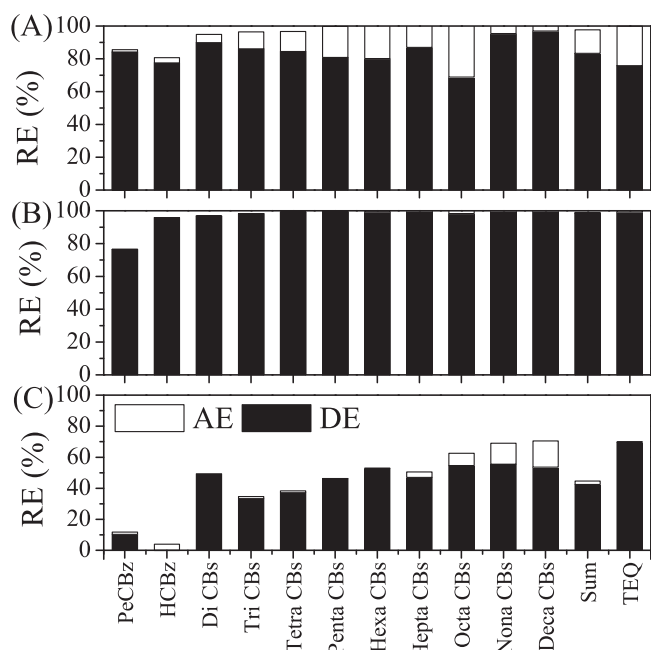 (A)
RE (%)
100
80
60
40
20
0
(B)
RE (%)
100
80
60
40
20
0
(C)
RE (%)
100
80
60
40
20
0
AE DE
PeCBz
HCBz
Di CBs
Tri CBs
Tetra CBs
Penta CBs
Hexa CBs
Hepta CBs
Octa CBs
Nona CBs
Deca CBs
Sum
TEQ